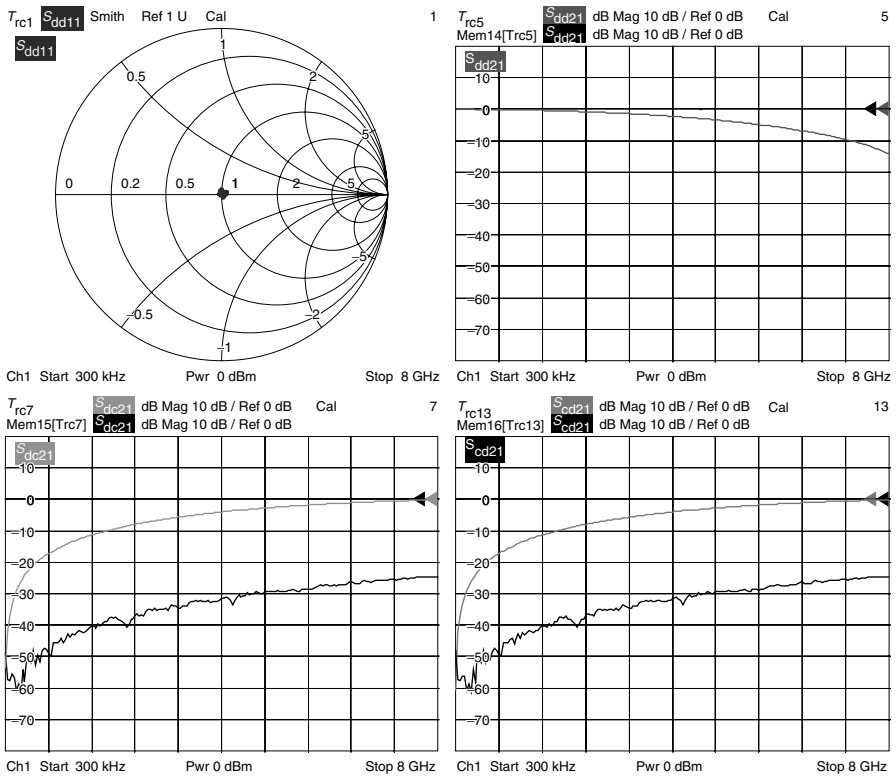 Trc1 Sdd11 Smith Ref 1 U Cal 1
Sdd11
1
0.5 2
5
0 0.2 0.5 1 2 5
–5
–0.5 –2
–1
Ch1 Start 300 kHz Pwr 0 dBm Stop 8 GHz
Trc5 Sdd21 dB Mag 10 dB / Ref 0 dB Cal 5
Mem14[Trc5] Sdd21 dB Mag 10 dB / Ref 0 dB
Sdd21
10
0
–10
–20
–30
–40
–50
–60
–70
Ch1 Start 300 kHz Pwr 0 dBm Stop 8 GHz
Trc7 Sdc21 dB Mag 10 dB / Ref 0 dB Cal 7
Mem15[Trc7] Sdc21 dB Mag 10 dB / Ref 0 dB
Sdc21
10
0
–10
–20
–30
–40
–50
–60
–70
Ch1 Start 300 kHz Pwr 0 dBm Stop 8 GHz
Trc13 Scd21 dB Mag 10 dB / Ref 0 dB Cal 13
Mem16[Trc13] Scd21 dB Mag 10 dB / Ref 0 dB
Scd21
10
0
–10
–20
–30
–40
–50
–60
–70
Ch1 Start 300 kHz Pwr 0 dBm Stop 8 GHz